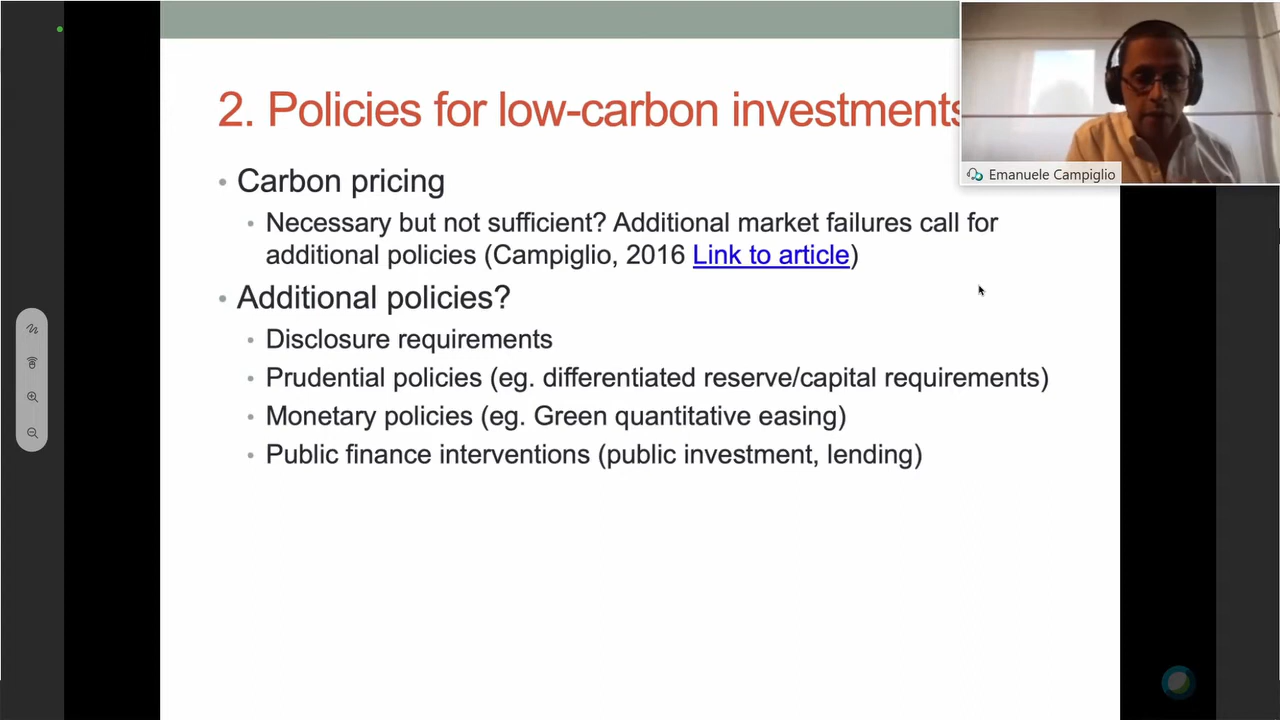 2. Policies for low-carbon investments
Emanuele Campiglio
• Carbon pricing
• Necessary but not sufficient? Additional market failures call for
additional policies (Campiglio, 2016 Link to article)
• Additional policies?
• Disclosure requirements
• Prudential policies (eg. differentiated reserve/capital requirements)
• Monetary policies (eg. Green quantitative easing)
• Public finance interventions (public investment, lending)